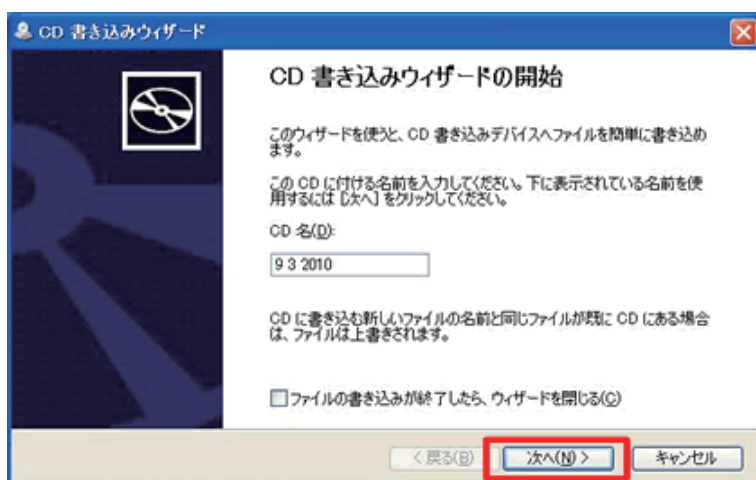 CD 書き込みウィザード
CD 書き込みウィザードの開始
このウィザードを使うと、CD 書き込みデバイスへファイルを簡単に書き込め
ます。
この CD に付ける名前を入力してください。下に表示されている名前を使
用するには [次へ] をクリックしてください。
CD 名(D):
9 3 2010
CD に書き込む新しいファイルの名前と同じファイルが既に CD にある場合
は、ファイルは上書きされます。
ファイルの書き込みが終了したら、ウィザードを閉じる(C)
< 戻る(B)
次へ(N) >
キャンセル